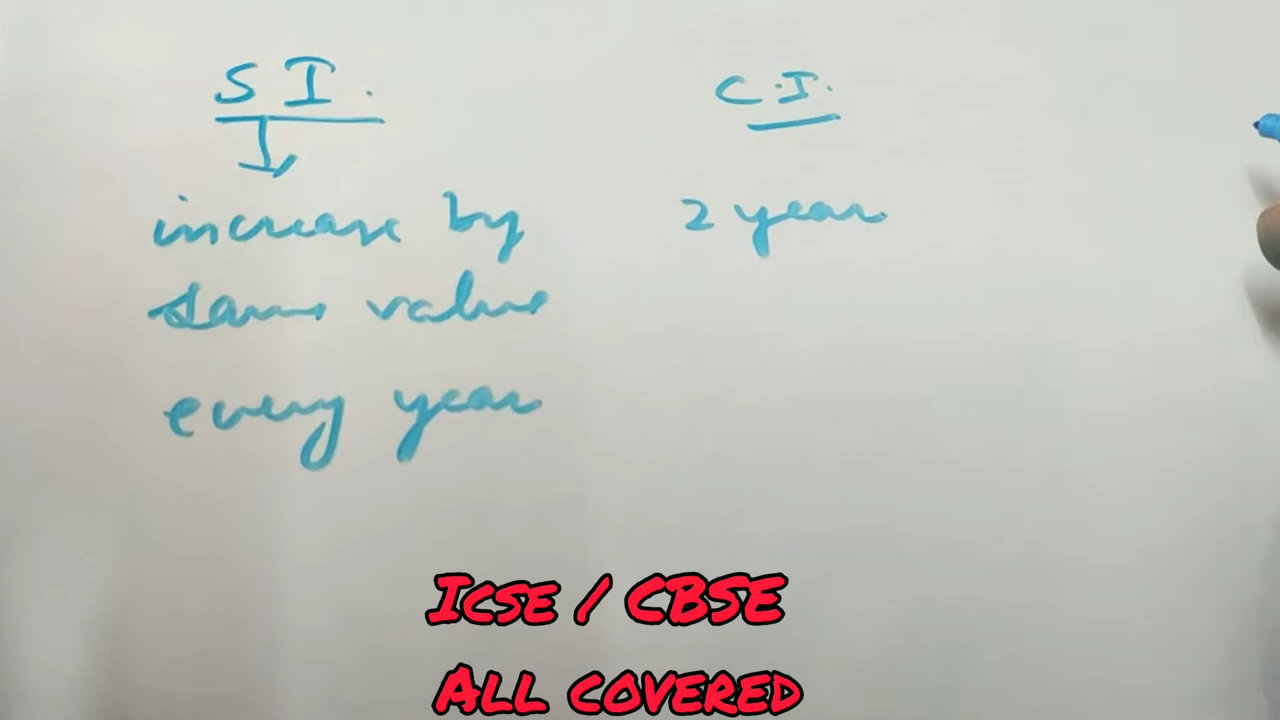 S I.
C.I.
increase by
2 year
same value
every year
ICSE / CBSE
ALL COVERED